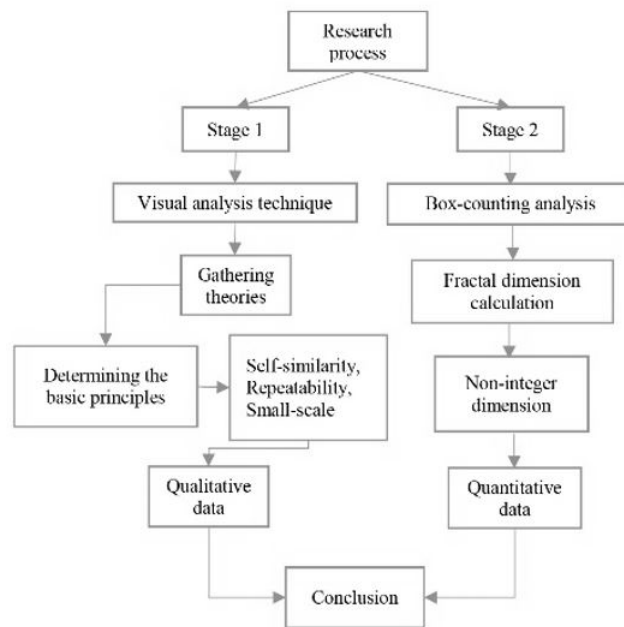 Research
process
Stage 1
Stage 2
Visual analysis technique
Box-counting analysis
Gathering
theories
Fractal dimension
calculation
Determining the
basic principles
Self-similarity,
Repeatability,
Small-scale
Non-integer
dimension
Qualitative
data
Quantitative
data
Conclusion